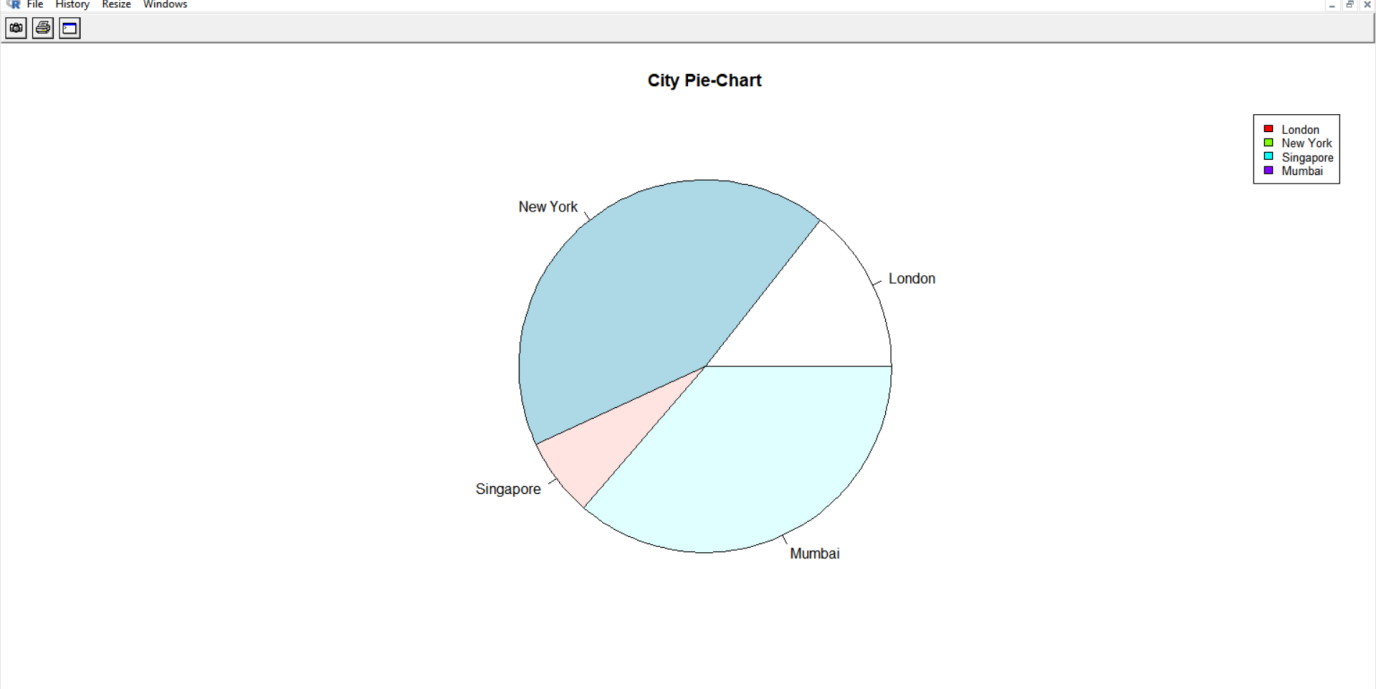 File History Resize Windows
City Pie-Chart
London
New York
Singapore
Mumbai
New York
London
Singapore
Mumbai